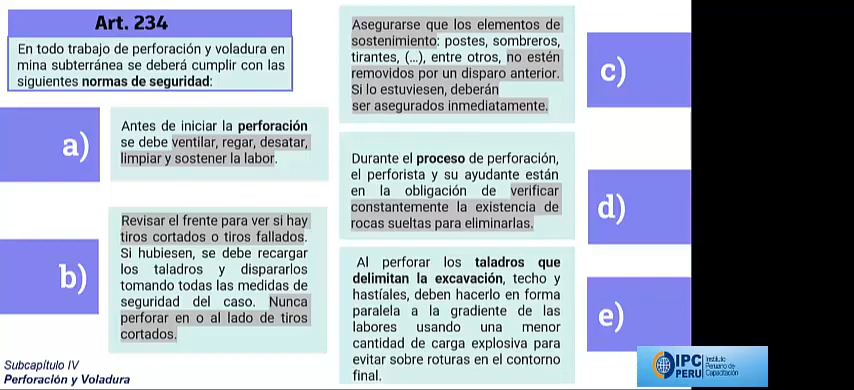 Art. 234
En todo trabajo de perforación y voladura en
mina subterránea se deberá cumplir con las
siguientes normas de seguridad:
a)
Antes de iniciar la perforación
se debe ventilar, regar, desatar,
limpiar y sostener la labor.
b)
Revisar el frente para ver si hay
tiros cortados o tiros fallados.
Si hubiesen, se debe recargar
los taladros y dispararlos
tomando todas las medidas de
seguridad del caso. Nunca
perforar en o al lado de tiros
cortados.
Asegurarse que los elementos de
sostenimiento: postes, sombreros,
tirantes, (...), entre otros, no estén
removidos por un disparo anterior.
Si lo estuviesen, deberán
ser asegurados inmediatamente.
c)
Durante el proceso de perforación,
el perforista y su ayudante están
en la obligación de verificar
constantemente la existencia de
rocas sueltas para eliminarlas.
d)
Al perforar los taladros que
delimitan la excavación, techo y
hastíales, deben hacerlo en forma
paralela a la gradiente de las
labores usando una menor
cantidad de carga explosiva para
evitar sobre roturas en el contorno
final.
e)
Subcapítulo IV
Perforación y Voladura
IPC
PERU
Instituto
Peruano de
Capacitación